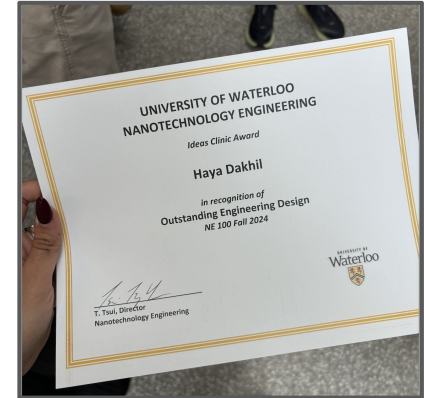 UNIVERSITY OF WATERLOO
NANOTECHNOLOGY ENGINEERING
Ideas Clinic Award
Haya Dakhil
in recognition of
Outstanding Engineering Design
NE 100 Fall 2024
T. Tsui, Director
Nanotechnology Engineering
UNIVERSITY OF
Waterloo